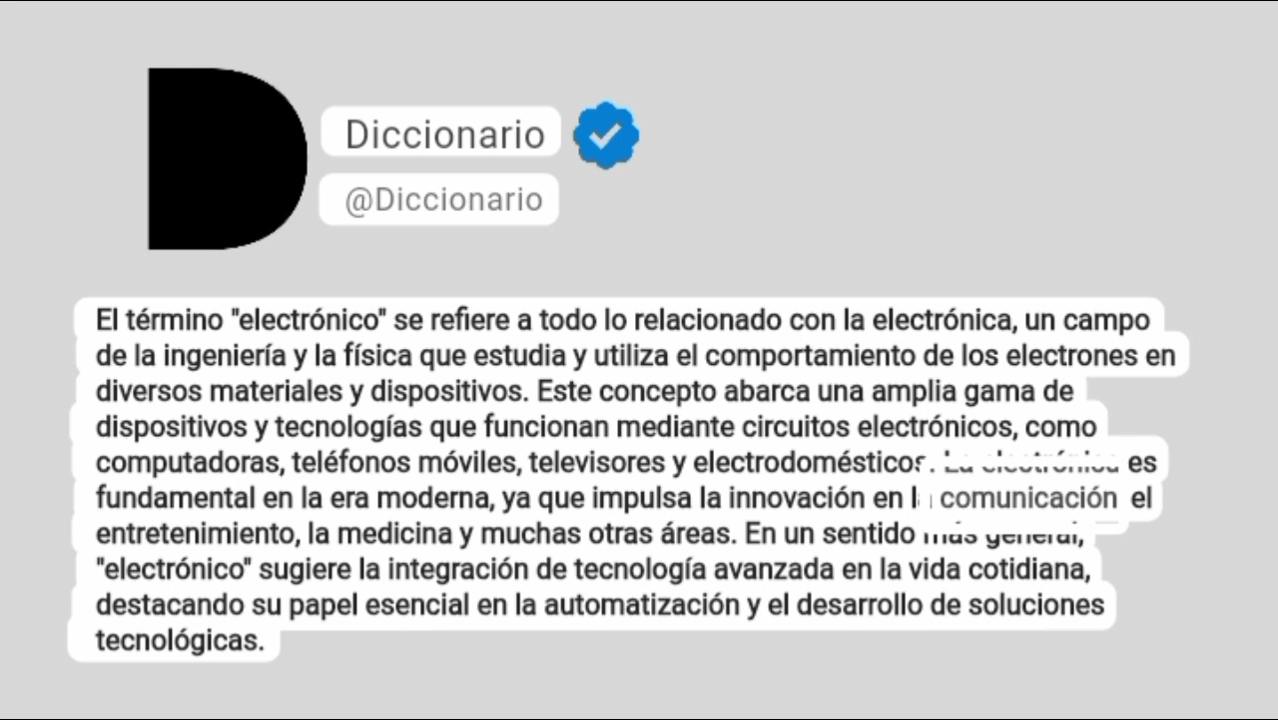 Diccionario
@Diccionario
El término "electrónico" se refiere a todo lo relacionado con la electrónica, un campo
de la ingeniería y la física que estudia y utiliza el comportamiento de los electrones en
diversos materiales y dispositivos. Este concepto abarca una amplia gama de
dispositivos y tecnologías que funcionan mediante circuitos electrónicos, como
computadoras, teléfonos móviles, televisores y electrodomésticos. La electrónica es
fundamental en la era moderna, ya que impulsa la innovación en la comunicación el
entretenimiento, la medicina y muchas otras áreas. En un sentido más general,
"electrónico" sugiere la integración de tecnología avanzada en la vida cotidiana,
destacando su papel esencial en la automatización y el desarrollo de soluciones
tecnológicas.